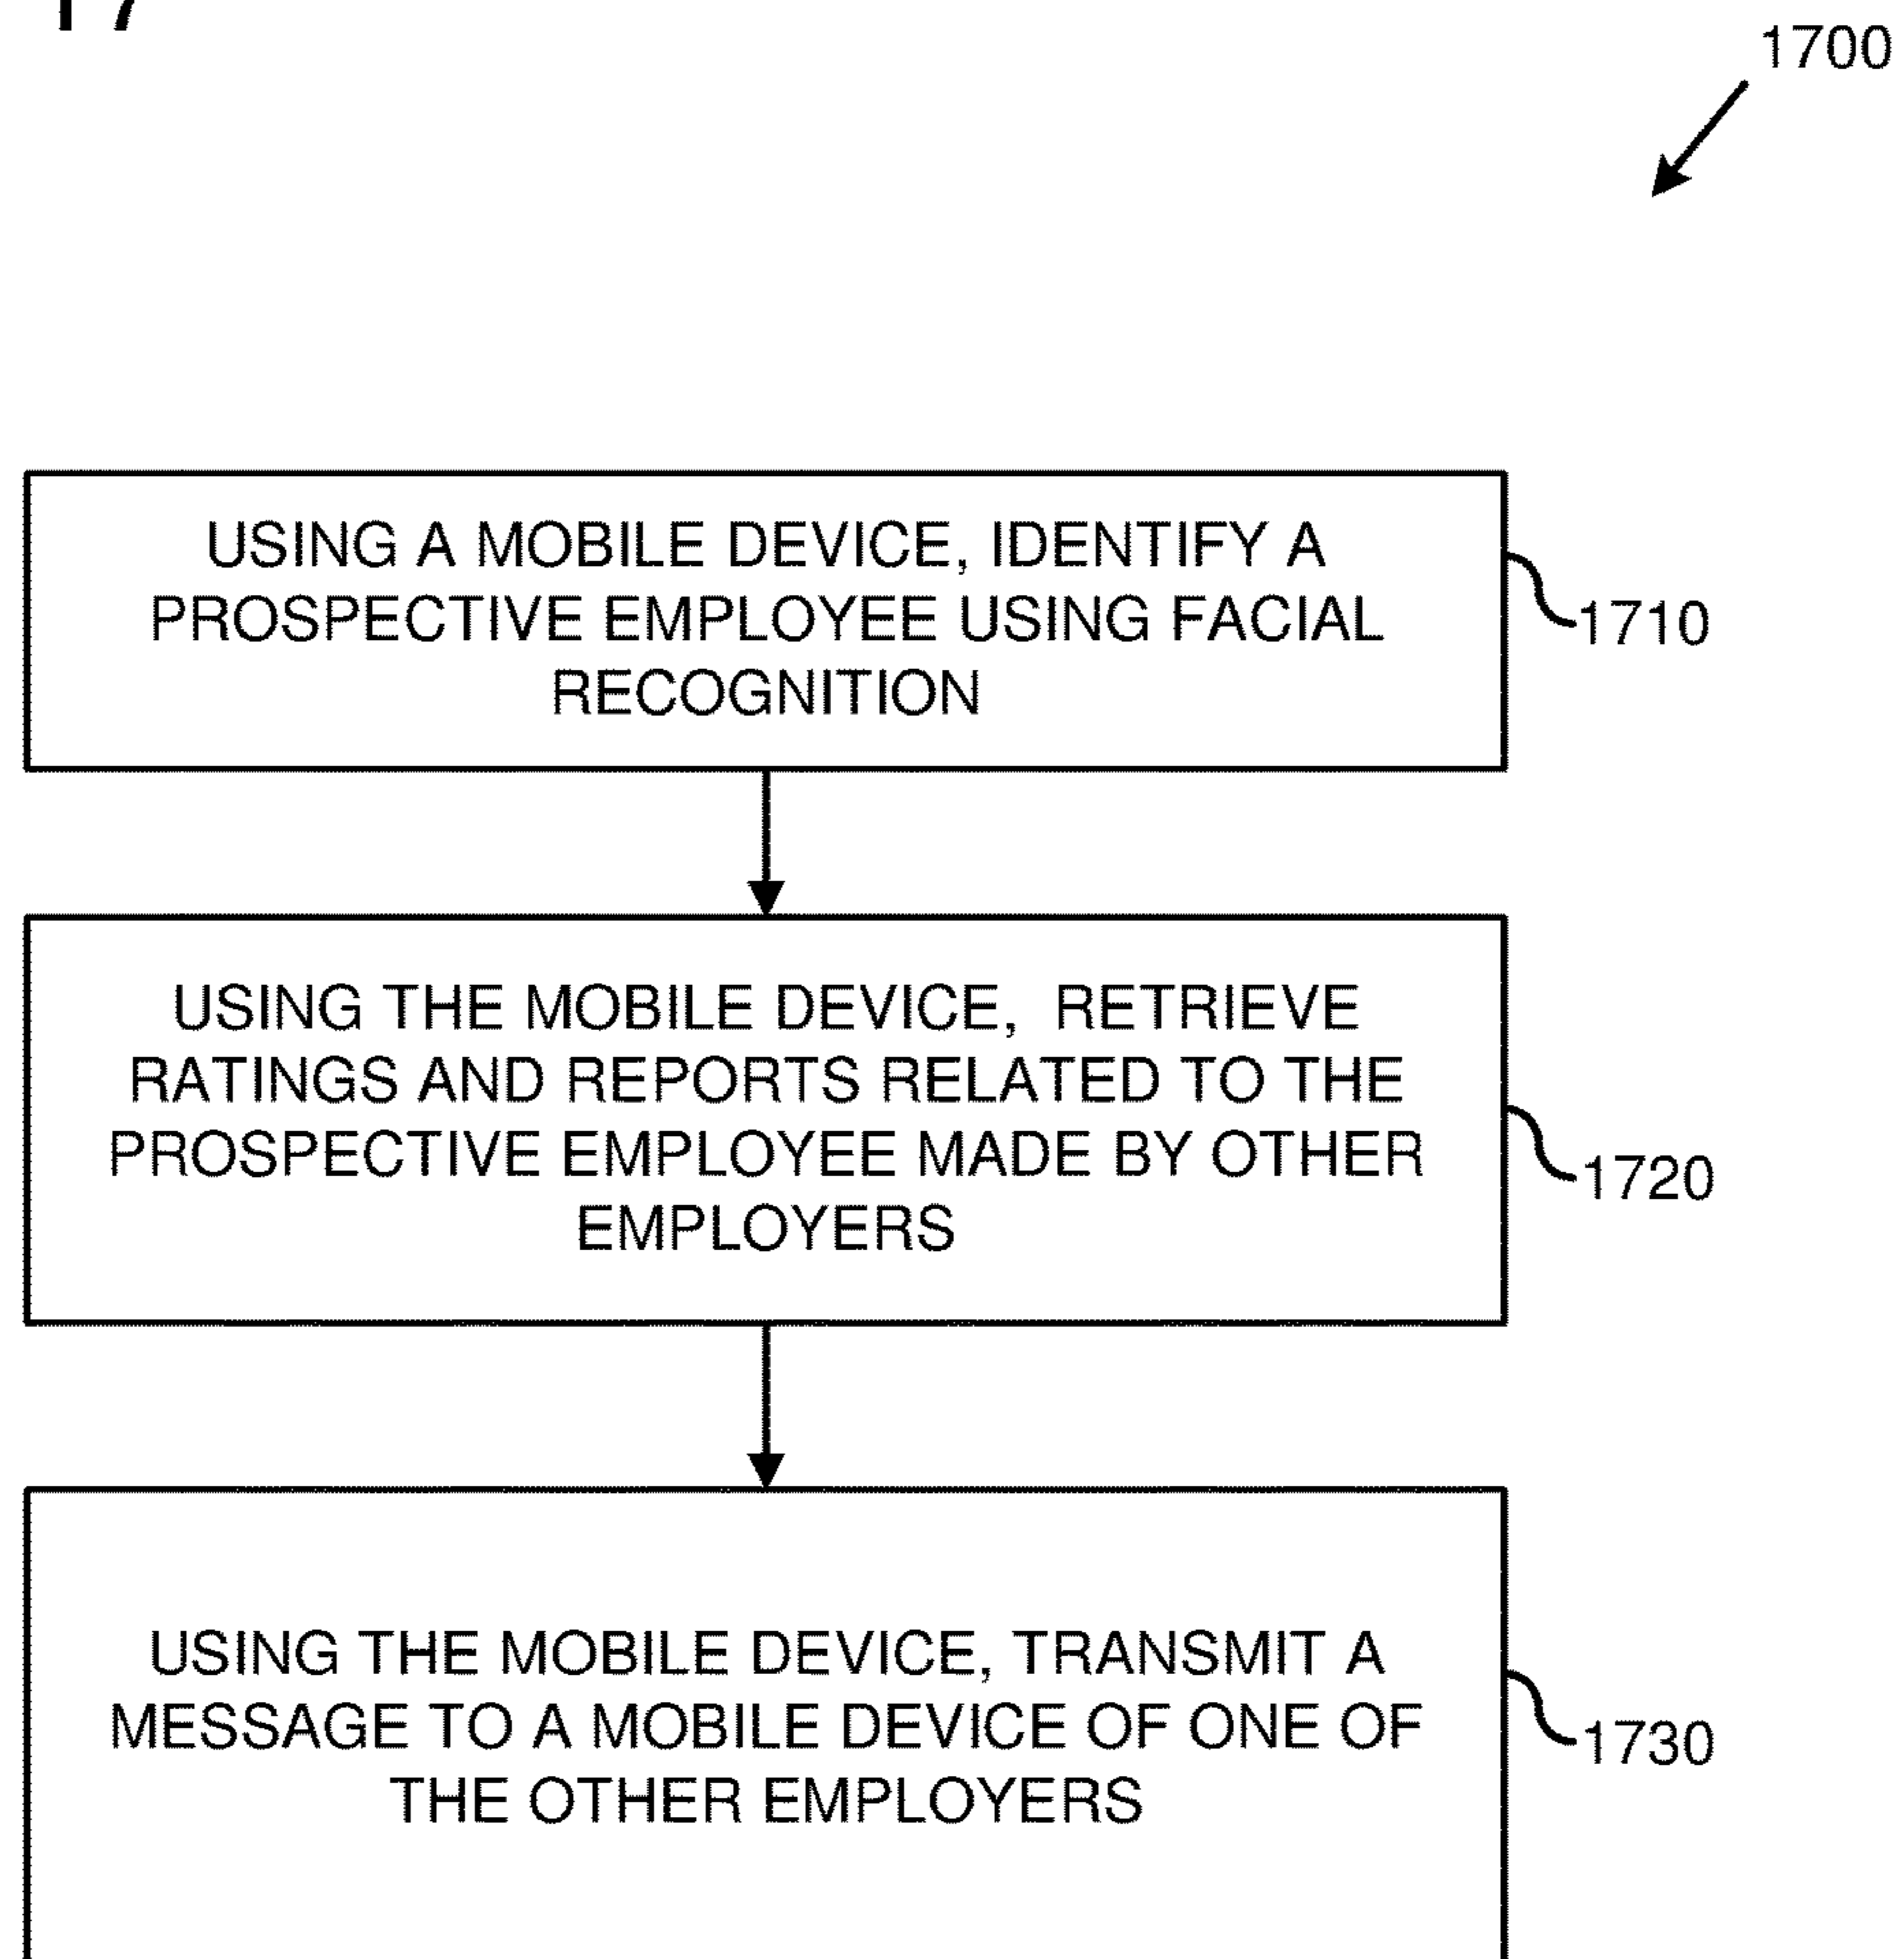 17
1700
USING A MOBILE DEVICE, IDENTIFY A
PROSPECTIVE EMPLOYEE USING FACIAL
RECOGNITION
1710
USING THE MOBILE DEVICE, RETRIEVE
RATINGS AND REPORTS RELATED TO THE
PROSPECTIVE EMPLOYEE MADE BY OTHER
EMPLOYERS
1720
USING THE MOBILE DEVICE, TRANSMIT A
MESSAGE TO A MOBILE DEVICE OF ONE OF
THE OTHER EMPLOYERS
1730